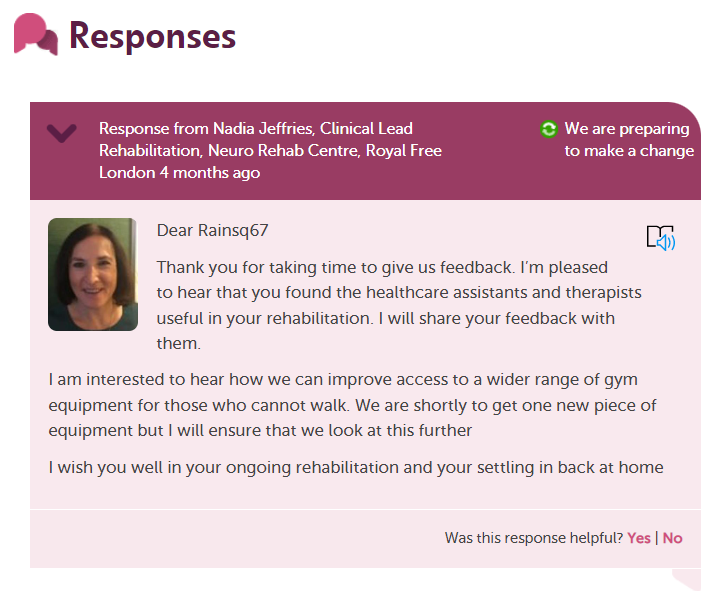 Responses
Response from Nadia Jeffries, Clinical Lead
Rehabilitation, Neuro Rehab Centre, Royal Free
London 4 months ago
We are preparing
to make a change
Dear Rainsq67
Thank you for taking time to give us feedback. I'm pleased
to hear that you found the healthcare assistants and therapists
useful in your rehabilitation. I will share your feedback with
them.
I am interested to hear how we can improve access to a wider range of gym
equipment for those who cannot walk. We are shortly to get one new piece of
equipment but I will ensure that we look at this further
I wish you well in your ongoing rehabilitation and your settling in back at home
Was this response helpful? Yes | No